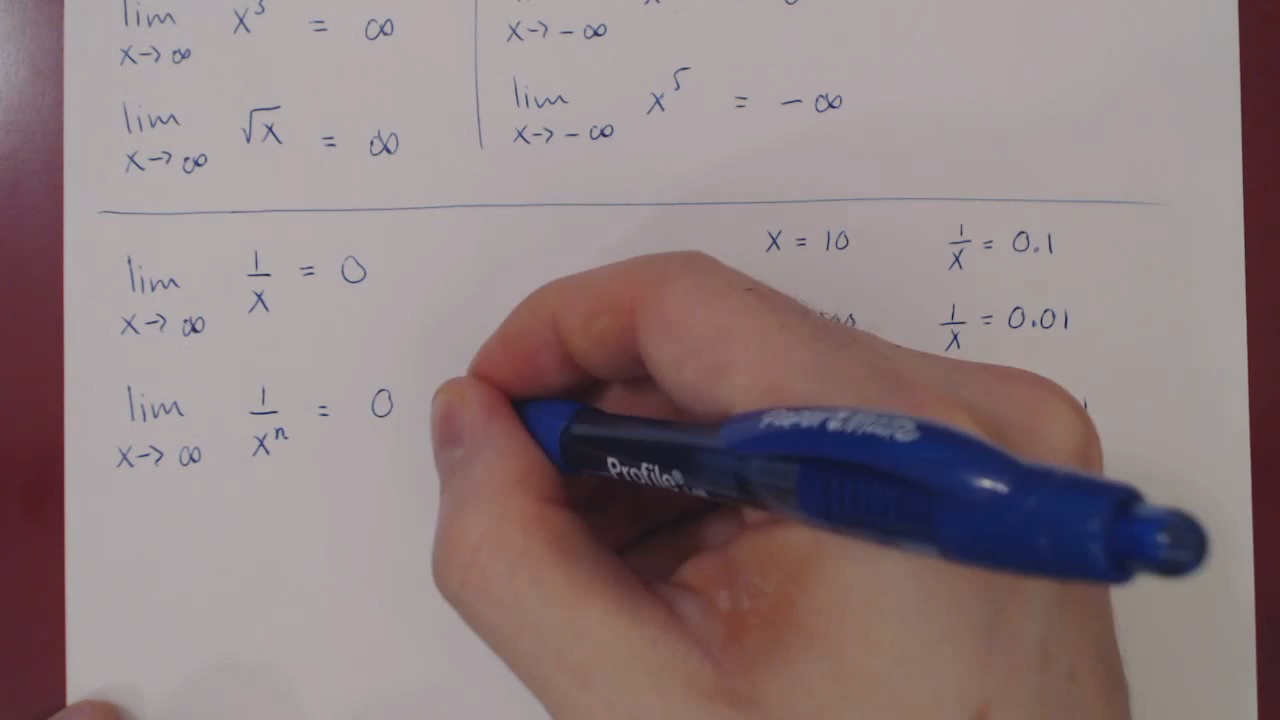 lim x³ = ∞
x→∞
lim √x = ∞
x→∞
x→ -∞
lim x⁵ = -∞
x→ -∞
lim 1/x = 0
x→∞
lim 1/xⁿ = 0
x→∞
x = 10 1/x = 0.1
1/x = 0.01
Profile®